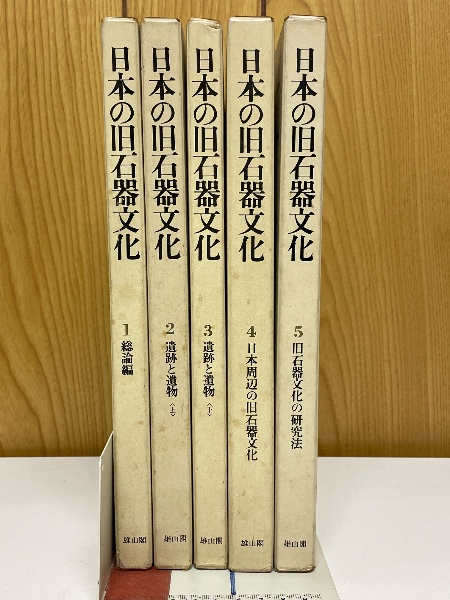 日本の旧石器文化
1 総論編
雄山閣
日本の旧石器文化
2 遺跡と遺物〈上〉
雄山閣
日本の旧石器文化
3 遺跡と遺物〈下〉
雄山閣
日本の旧石器文化
4 日本周辺の旧石器文化
雄山閣
日本の旧石器文化
5 旧石器文化の研究法
雄山閣